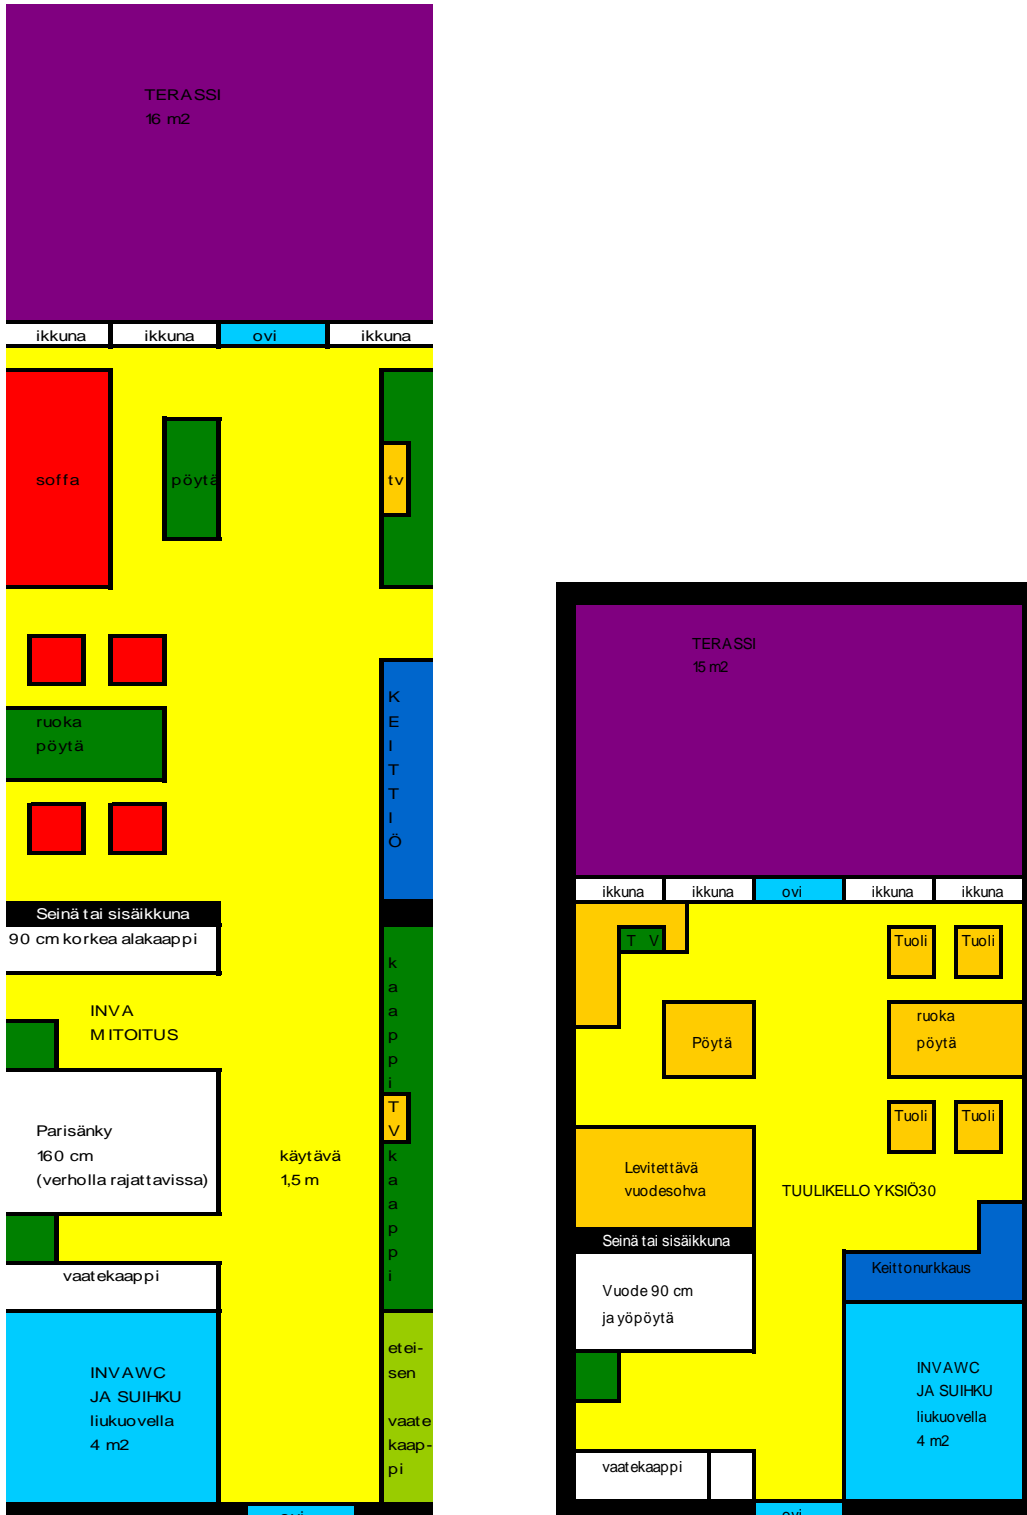 TERASSI
16 m2
ikkuna
ikkuna
ovi
ikkuna
soffa
pöytä
tv
ruoka
pöytä
K
E
I
T
T
I
Ö
Seinä tai sisäikkuna
90 cm korkea alakaappi
INVA
MITOITUS
k
a
a
p
p
i
T
V
k
a
a
p
p
i
Parisänky
160 cm
(verholla rajattavissa)
käytävä
1,5 m
vaatekaappi
INVAWC
JA SUIHKU
liukuovella
4 m2
etei-
sen
vaate
kaap-
pi
ovi
TERASSI
15 m2
ikkuna
ikkuna
ovi
ikkuna
ikkuna
T V
Tuoli
Tuoli
Pöytä
ruoka
pöytä
Tuoli
Tuoli
Levitettävä
vuodesohva
TUULIKELLO YKSIÖ30
Seinä tai sisäikkuna
Keittonurkkaus
Vuode 90 cm
ja yöpöytä
INVAWC
JA SUIHKU
liukuovella
4 m2
vaatekaappi
ovi